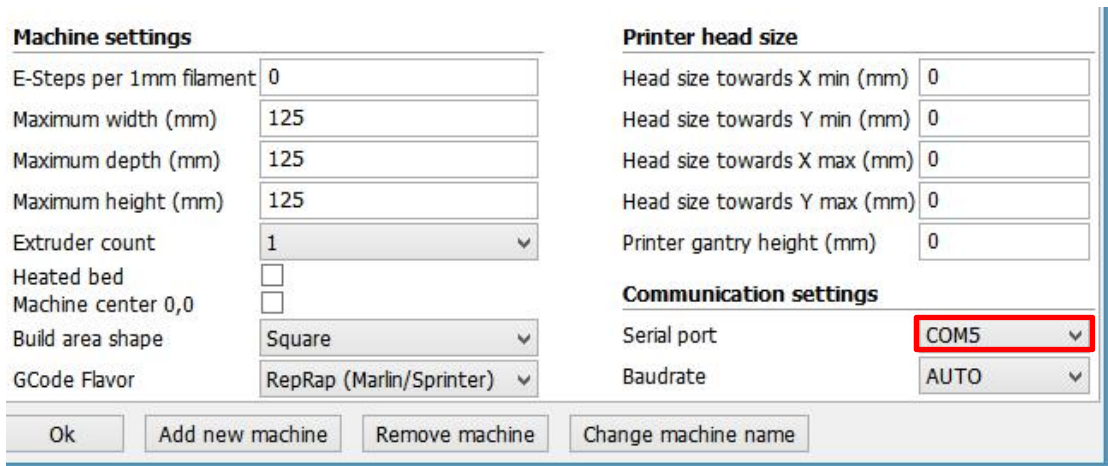 Machine settings
E-Steps per 1mm filament 0
Maximum width (mm) 125
Maximum depth (mm) 125
Maximum height (mm) 125
Extruder count 1
Heated bed
Machine center 0,0
Build area shape Square
GCode Flavor RepRap (Marlin/Sprinter)
Printer head size
Head size towards X min (mm) 0
Head size towards Y min (mm) 0
Head size towards X max (mm) 0
Head size towards Y max (mm) 0
Printer gantry height (mm) 0
Communication settings
Serial port COM5
Baudrate AUTO
Ok Add new machine Remove machine Change machine name